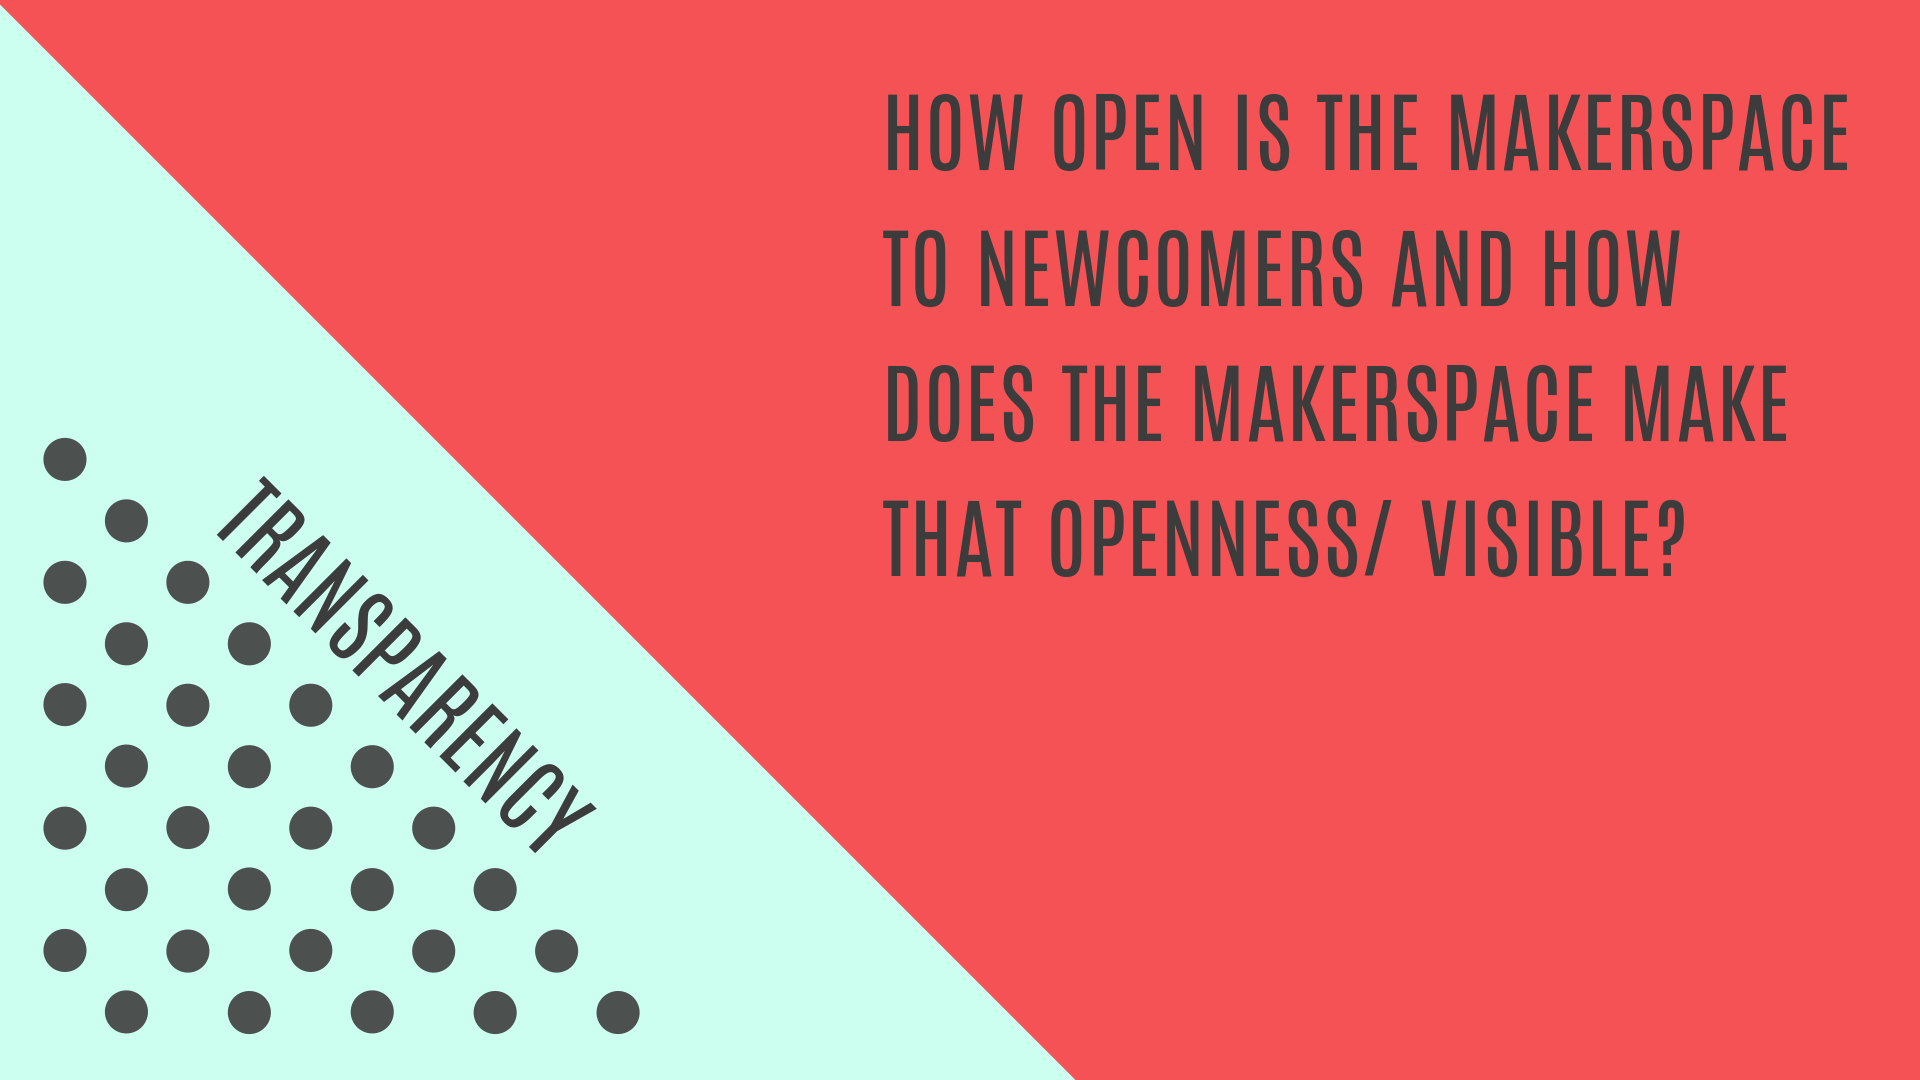 HOW OPEN IS THE MAKERSPACE
TO NEWCOMERS AND HOW
DOES THE MAKERSPACE MAKE
THAT OPENNESS/ VISIBLE?
TRANSPARENCY